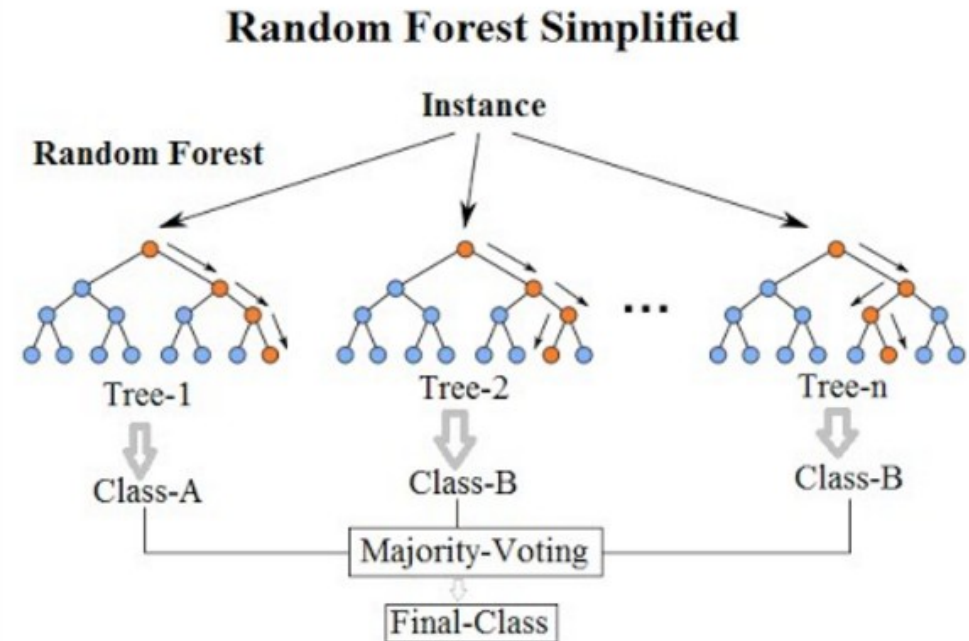 Random Forest Simplified
Instance
Random Forest
...
Tree-1
Tree-2
Tree-n
Class-A
Class-B
Class-B
Majority-Voting
Final-Class